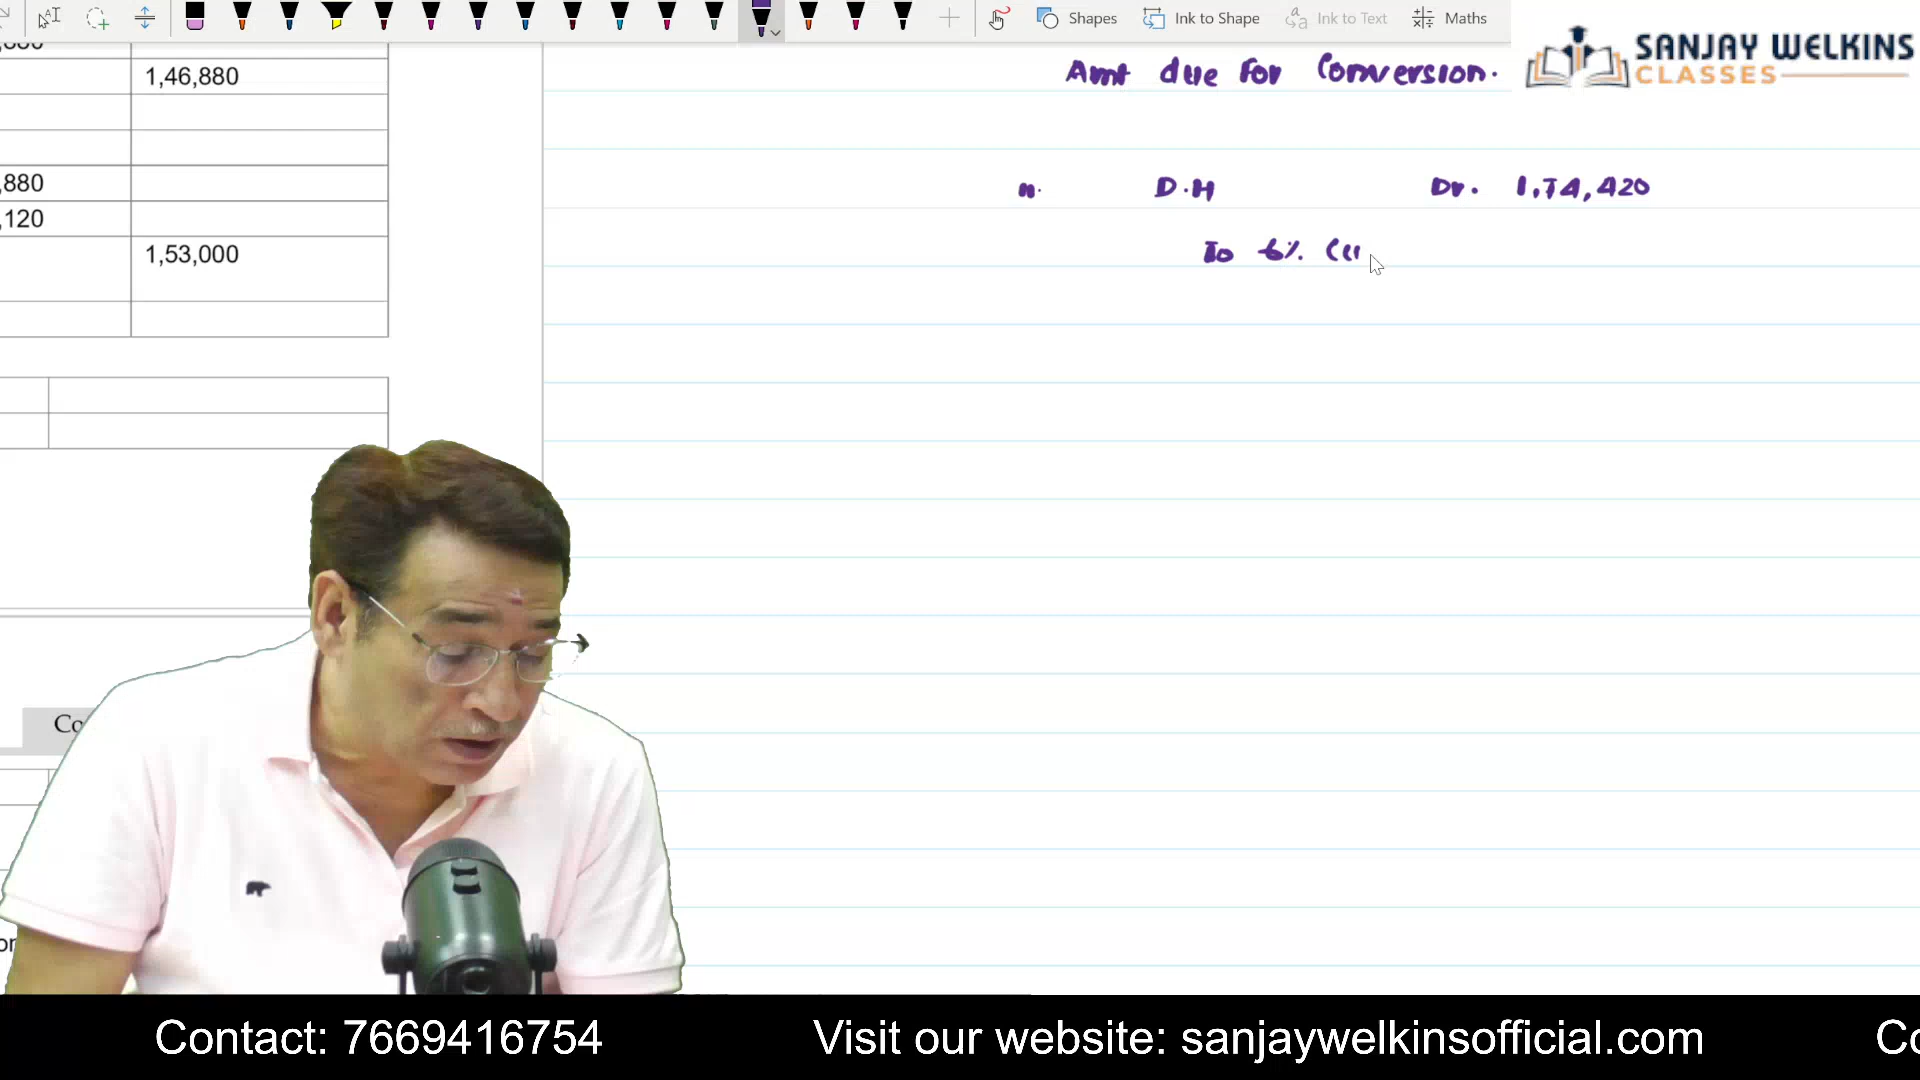 Shapes
Ink to Shape
Ink to Text
Maths
SANJAY WELKINS
CLASSES
1,46,880
,880
,120
1,53,000
Amt due for Conversion.
n. D.H Dr. 1,74,420
To 6%
Contact: 7669416754 Visit our website: sanjaywelkinsofficial.com Co